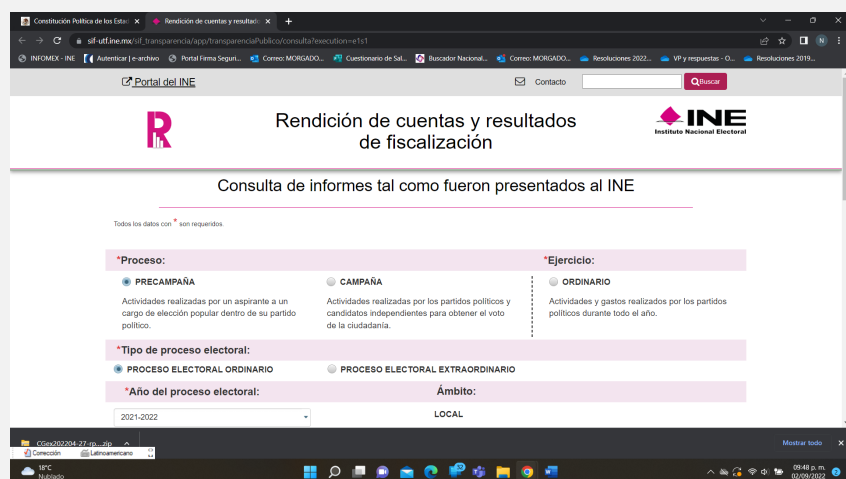 Constitución Política de los Estad
Rendición de cuentas y resultado
sif-utf.ine.mx/sif_transparencia/app/transparenciaPublico/consulta?execution=e1s1
INFOMEX - INE
Autenticar | e-archivo
Portal Firma Seguri...
Correo: MORGADO...
Cuestionario de Sal...
Buscador Nacional...
Correo: MORGADO...
Resoluciones 2022...
VP y respuestas - O...
Resoluciones 2019...
Portal del INE
Contacto
Buscar
Rendición de cuentas y resultados
de fiscalización
INE
Instituto Nacional Electoral
Consulta de informes tal como fueron presentados al INE
Todos los datos con * son requeridos.
*Proceso:
*Ejercicio:
PRECAMPAÑA
CAMPAÑA
ORDINARIO
Actividades realizadas por un aspirante a un
cargo de elección popular dentro de su partido
político.
Actividades realizadas por los partidos políticos y
candidatos independientes para obtener el voto
de la ciudadanía.
Actividades y gastos realizados por los partidos
políticos durante todo el año.
*Tipo de proceso electoral:
PROCESO ELECTORAL ORDINARIO
PROCESO ELECTORAL EXTRAORDINARIO
*Año del proceso electoral:
Ámbito:
2021-2022
LOCAL
CGex202204-27-rp....zip
Mostrar todo
Corrección
Latinoamericano
18°C
Nublado
09:48 p. m.
02/09/2022